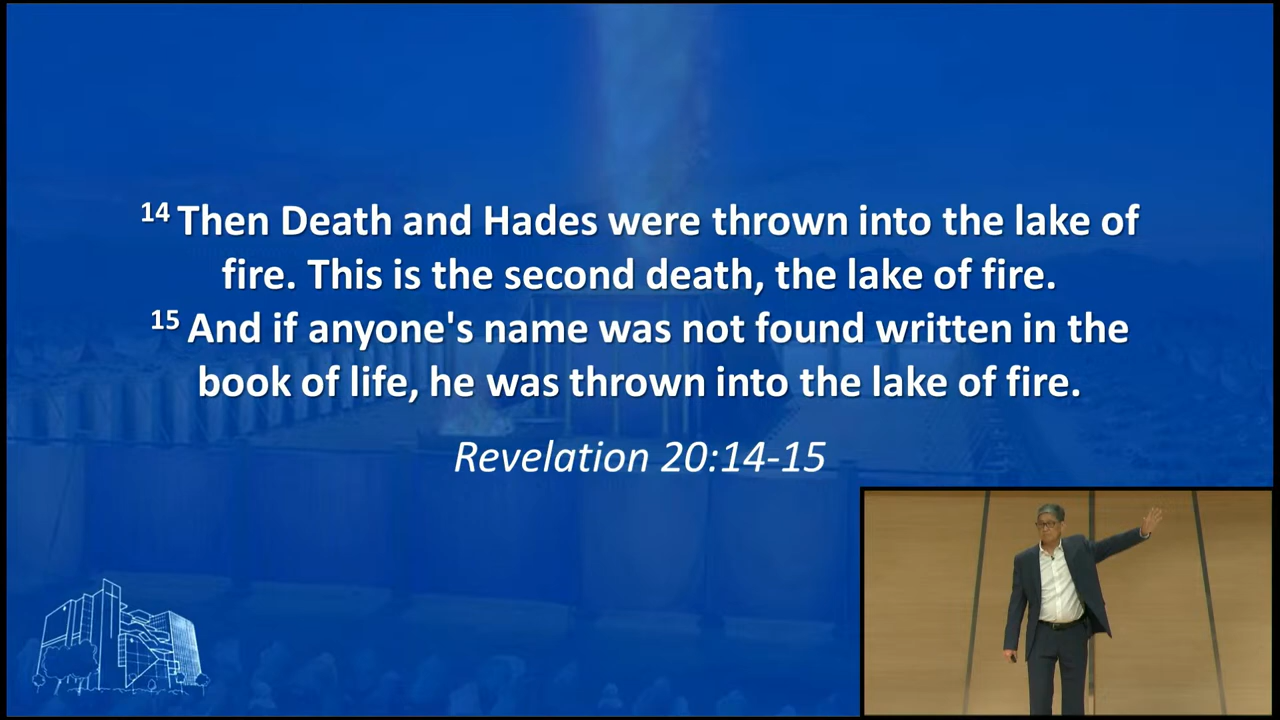 14 Then Death and Hades were thrown into the lake of
fire. This is the second death, the lake of fire.
15 And if anyone's name was not found written in the
book of life, he was thrown into the lake of fire.
Revelation 20:14-15